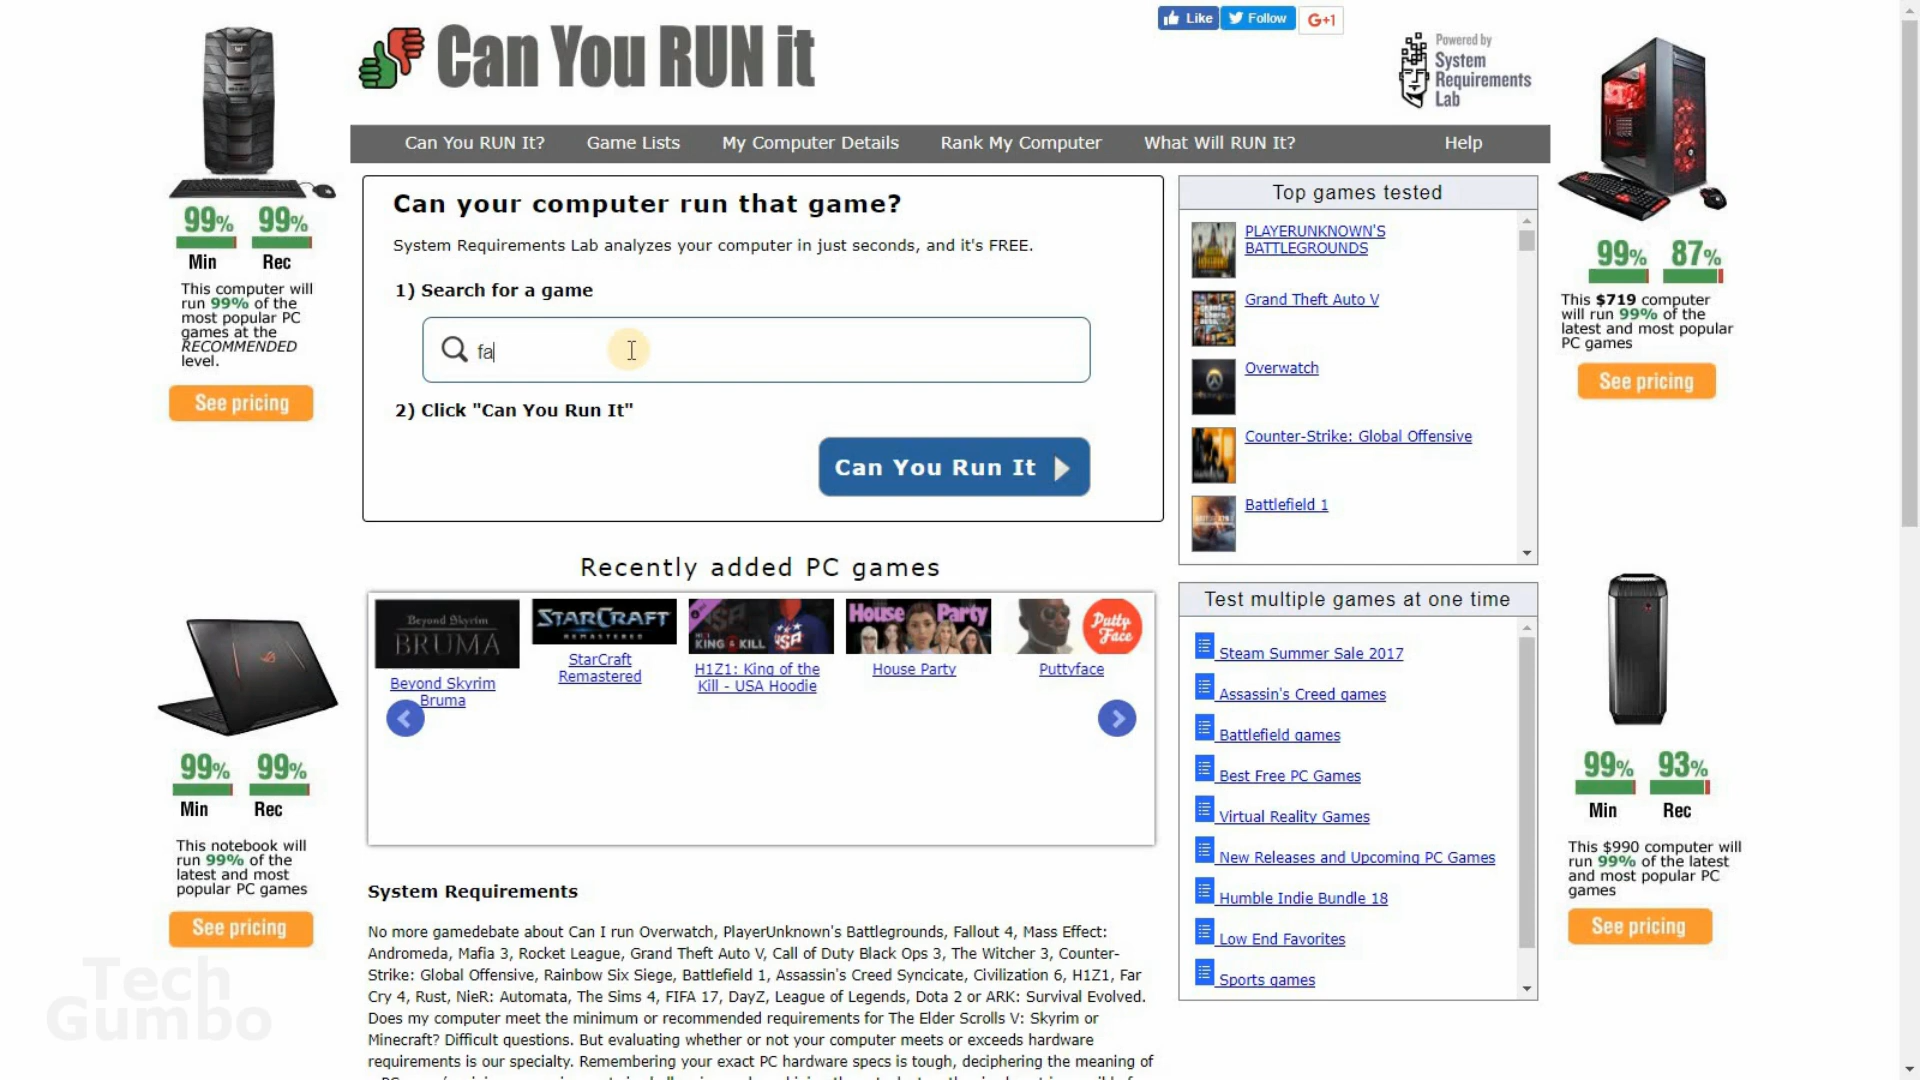 Like
Follow
G+1
Can You RUN it
Powered by
System
Requirements
Lab
Can You RUN It?
Game Lists
My Computer Details
Rank My Computer
What Will RUN It?
Help
99% 99%
Min Rec
This computer will
run 99% of the
most popular PC
games at the
RECOMMENDED
level.
See pricing
Can your computer run that game?
System Requirements Lab analyzes your computer in just seconds, and it's FREE.
1) Search for a game
fa
2) Click "Can You Run It"
Can You Run It
Top games tested
PLAYERUNKNOWN'S
BATTLEGROUNDS
Grand Theft Auto V
Overwatch
Counter-Strike: Global Offensive
Battlefield 1
99% 87%
This $719 computer
will run 99% of the
latest and most popular
PC games
See pricing
Recently added PC games
Beyond Skyrim
BRUMA
Beyond Skyrim
Bruma
STARCRAFT
REMASTERED
StarCraft
Remastered
KING & KILL
USA
H1Z1: King of the
Kill - USA Hoodie
House Party
House Party
Putty
Face
Puttyface
Test multiple games at one time
Steam Summer Sale 2017
Assassin's Creed games
Battlefield games
Best Free PC Games
Virtual Reality Games
New Releases and Upcoming PC Games
Humble Indie Bundle 18
Low End Favorites
Sports games
99% 99%
Min Rec
This notebook will
run 99% of the
latest and most
popular PC games
See pricing
99% 93%
Min Rec
This $990 computer will
run 99% of the latest
and most popular PC
games
See pricing
System Requirements
No more gamedebate about Can I run Overwatch, PlayerUnknown's Battlegrounds, Fallout 4, Mass Effect:
Andromeda, Mafia 3, Rocket League, Grand Theft Auto V, Call of Duty Black Ops 3, The Witcher 3, Counter-
Strike: Global Offensive, Rainbow Six Siege, Battlefield 1, Assassin's Creed Syncicate, Civilization 6, H1Z1, Far
Cry 4, Rust, NieR: Automata, The Sims 4, FIFA 17, DayZ, League of Legends, Dota 2 or ARK: Survival Evolved.
Does my computer meet the minimum or recommended requirements for The Elder Scrolls V: Skyrim or
Minecraft? Difficult questions. But evaluating whether or not your computer meets or exceeds hardware
requirements is our specialty. Remembering your exact PC hardware specs is tough, deciphering the meaning of
Tech
Gumbo